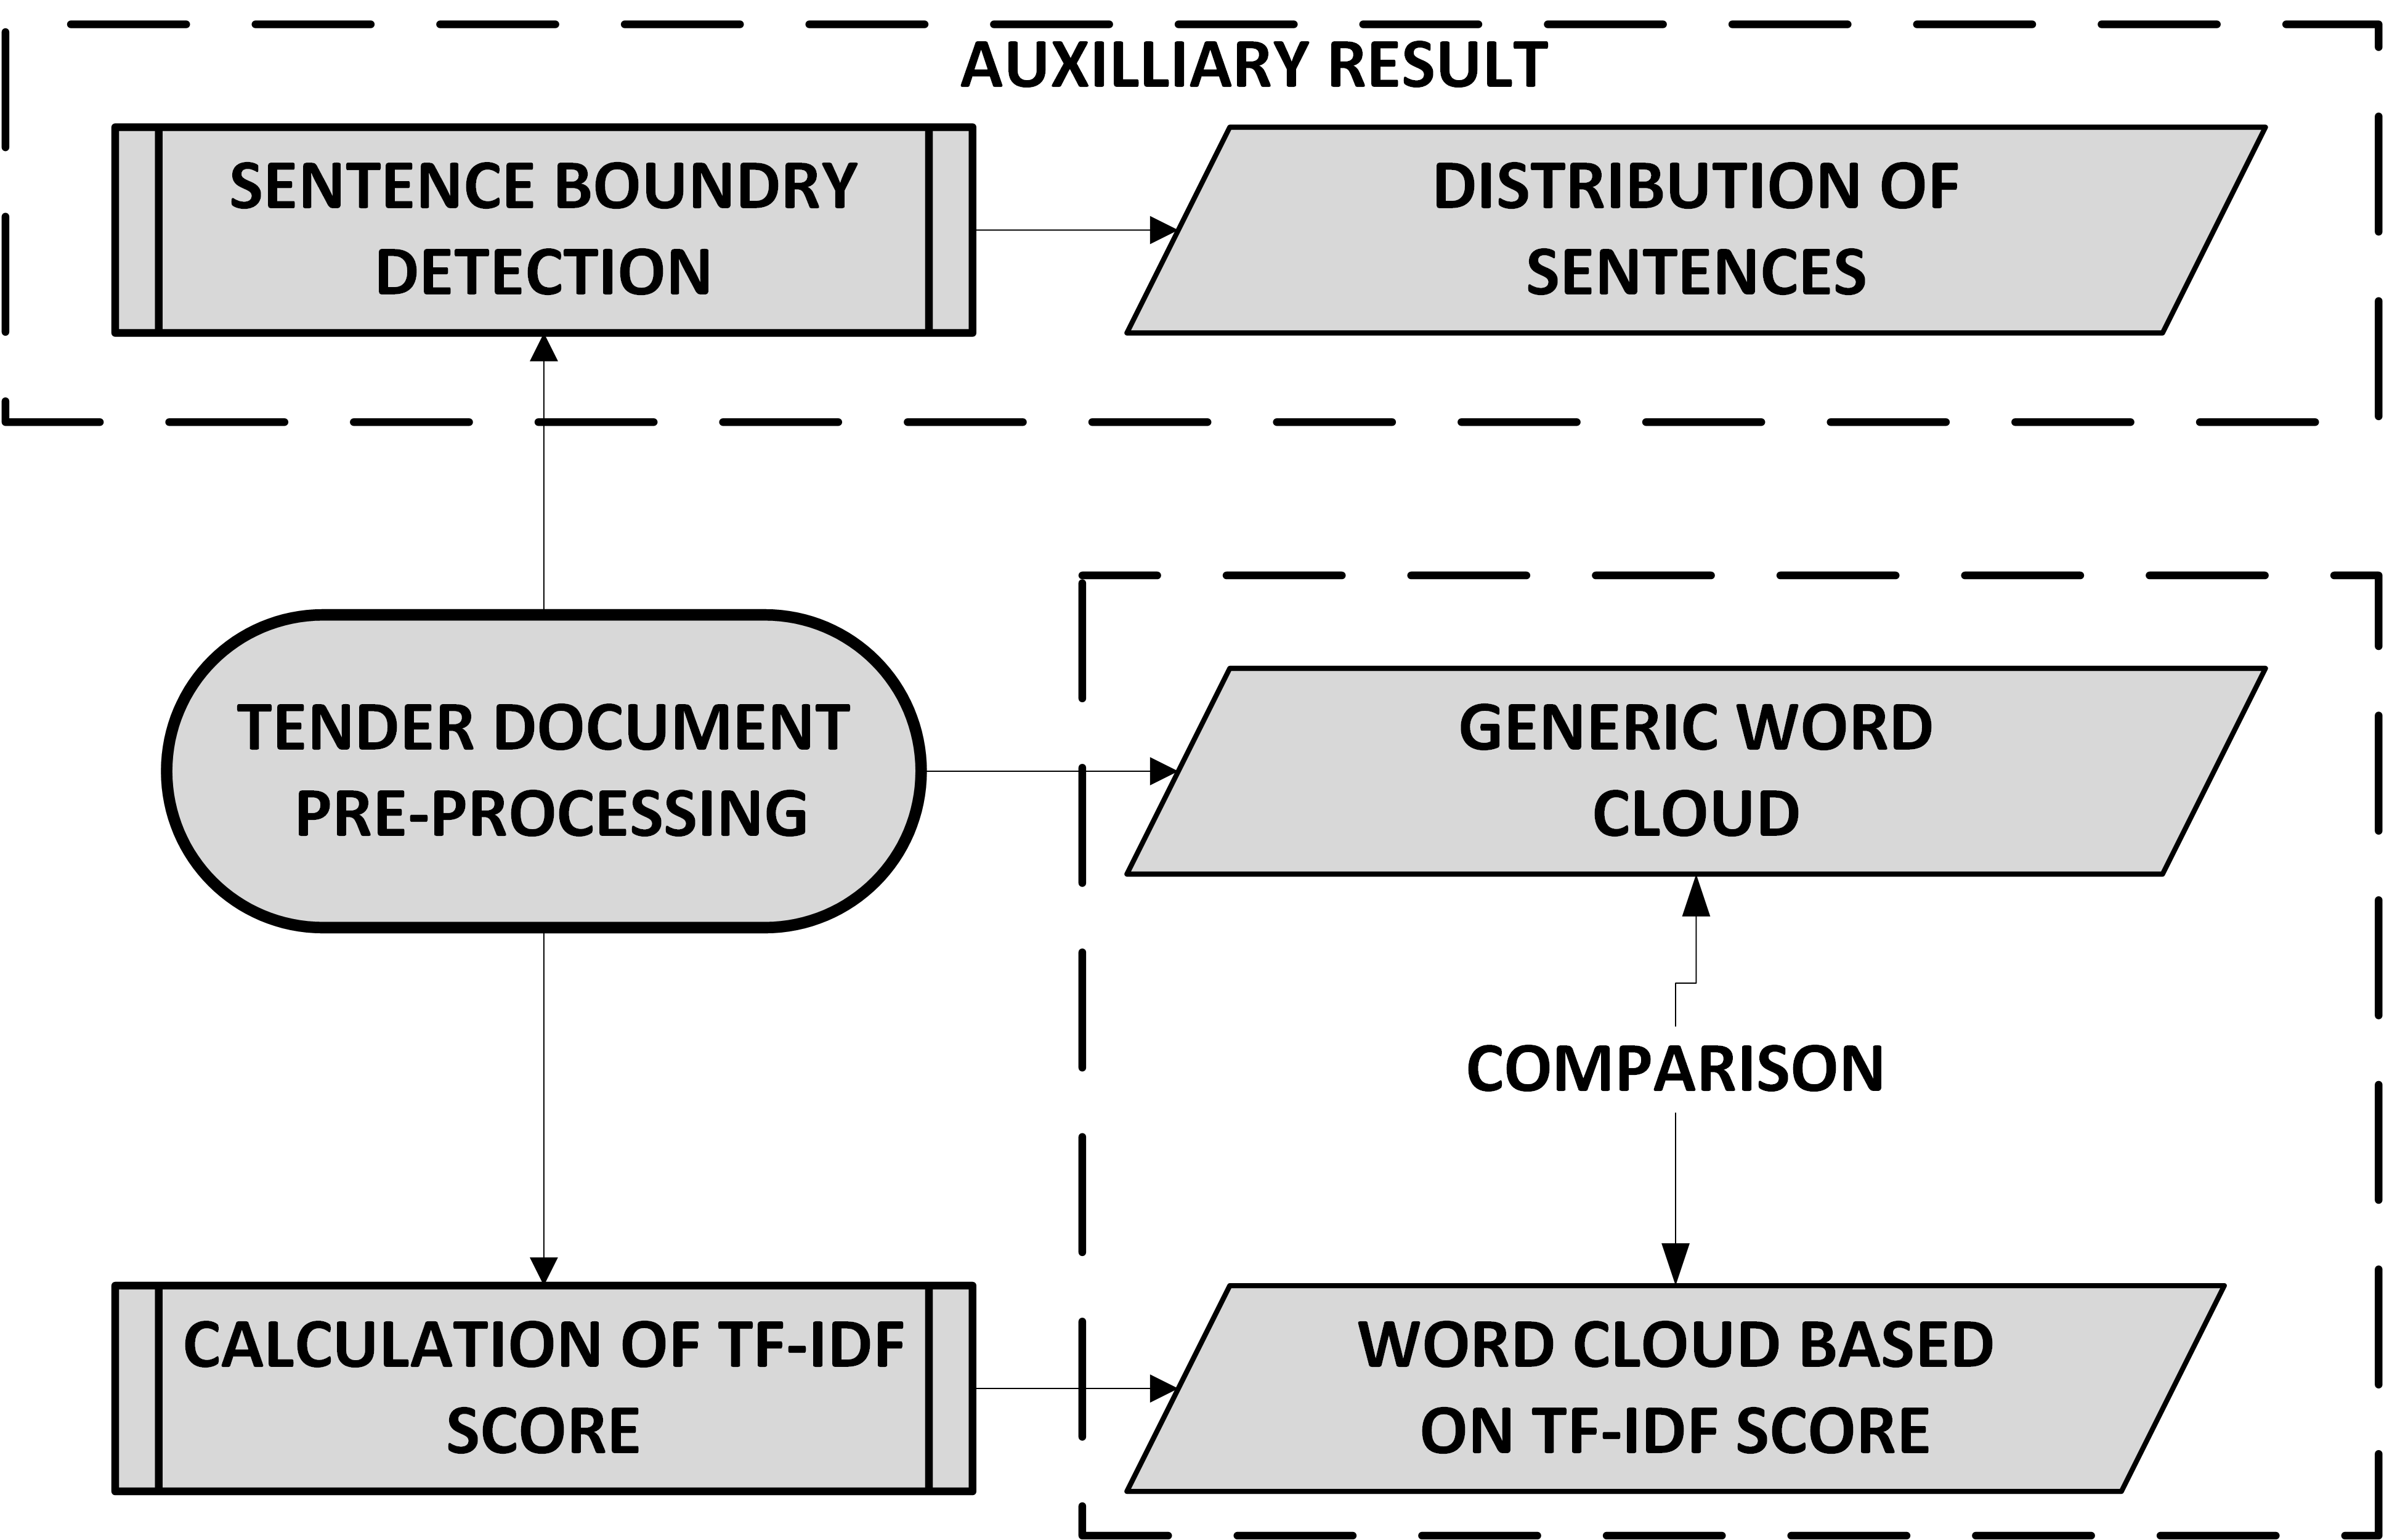 AUXILLIARY RESULT
SENTENCE BOUNDRY
DETECTION
DISTRIBUTION OF
SENTENCES
TENDER DOCUMENT
PRE-PROCESSING
GENERIC WORD
CLOUD
COMPARISON
CALCULATION OF TF-IDF
SCORE
WORD CLOUD BASED
ON TF-IDF SCORE